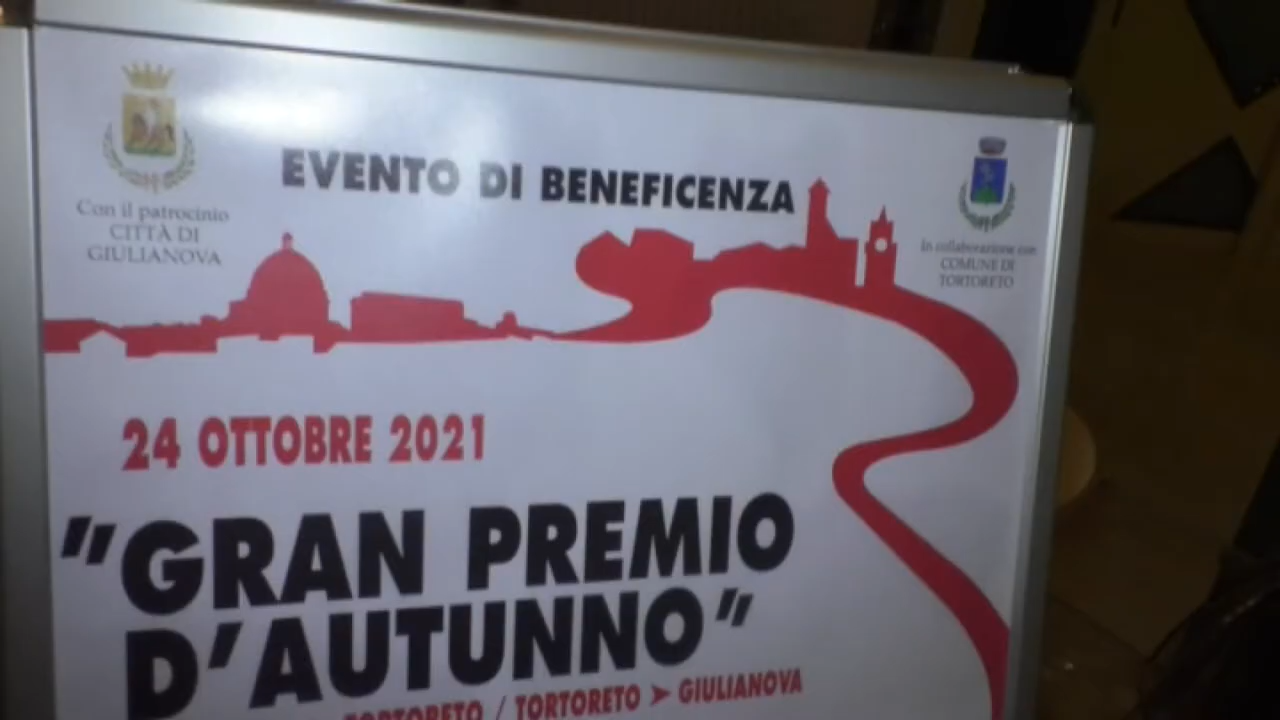 EVENTO DI BENEFICENZA
Con il patrocinio
CITTÀ DI
GIULIANOVA
In collaborazione con
COMUNE DI
TORTORETO
24 OTTOBRE 2021
"GRAN PREMIO
D'AUTUNNO"
TORTORETO / TORTORETO ➤ GIULIANOVA